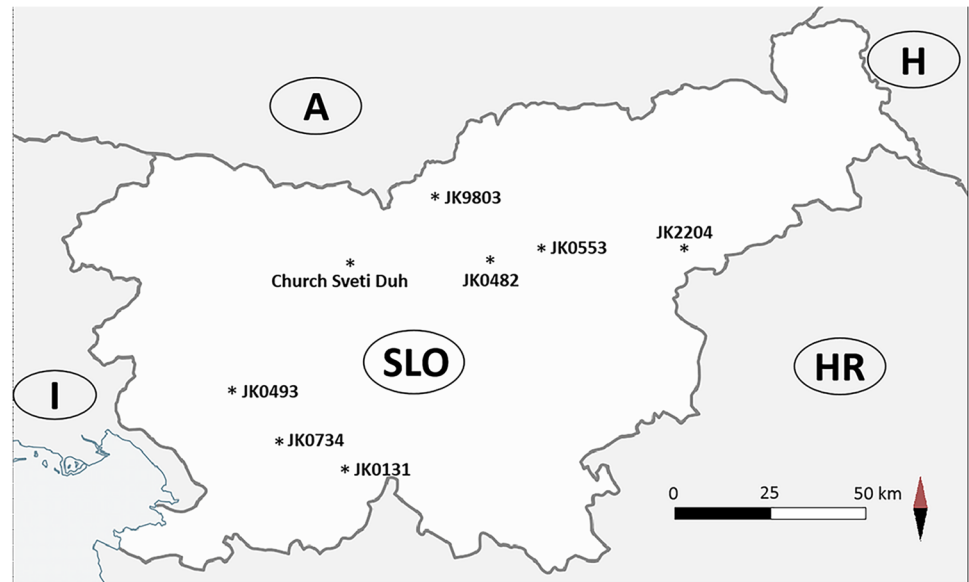 H
A
* JK9803
JK2204
*
* JK0553
*
Church Sveti Duh
*
JK0482
SLO
HR
I
* JK0493
* JK0734
* JK0131
0 25 50 km